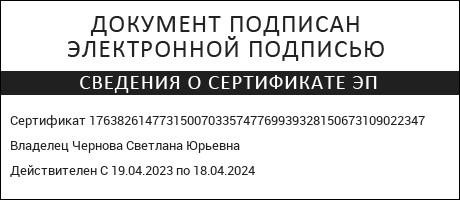 ДОКУМЕНТ ПОДПИСАН
ЭЛЕКТРОННОЙ ПОДПИСЬЮ
СВЕДЕНИЯ О СЕРТИФИКАТЕ ЭП
Сертификат 176382614773150070335747769939328150673109022347
Владелец Чернова Светлана Юрьевна
Действителен С 19.04.2023 по 18.04.2024